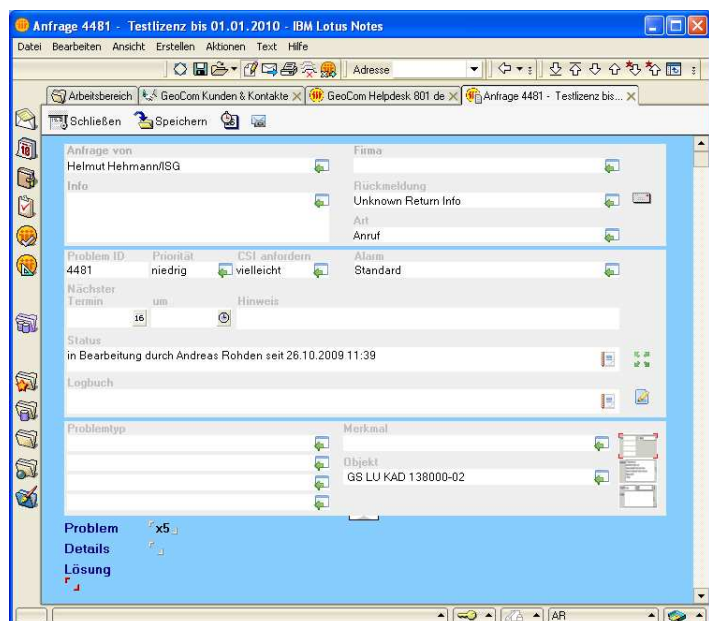 Anfrage 4481 - Testlizenz bis 01.01.2010 - IBM Lotus Notes
Datei Bearbeiten Ansicht Erstellen Aktionen Text Hilfe
Adresse
Arbeitsbereich GeoCom Kunden & Kontakte GeoCom Helpdesk 801 de Anfrage 4481 - Testlizenz bis...
Schließen Speichern
Anfrage von Firma
Helmut Hehmann/ISG
Info Rückmeldung
Unknown Return Info
Art
Anruf
Problem ID Priorität CSI anfordern Alarm
4481 niedrig vielleicht Standard
Nächster
Termin um Hinweis
16
Status
in Bearbeitung durch Andreas Rohden seit 26.10.2009 11:39
Logbuch
Problemtyp Merkmal
Objekt
GS LU KAD 138000-02
Problem x5
Details
Lösung
AR